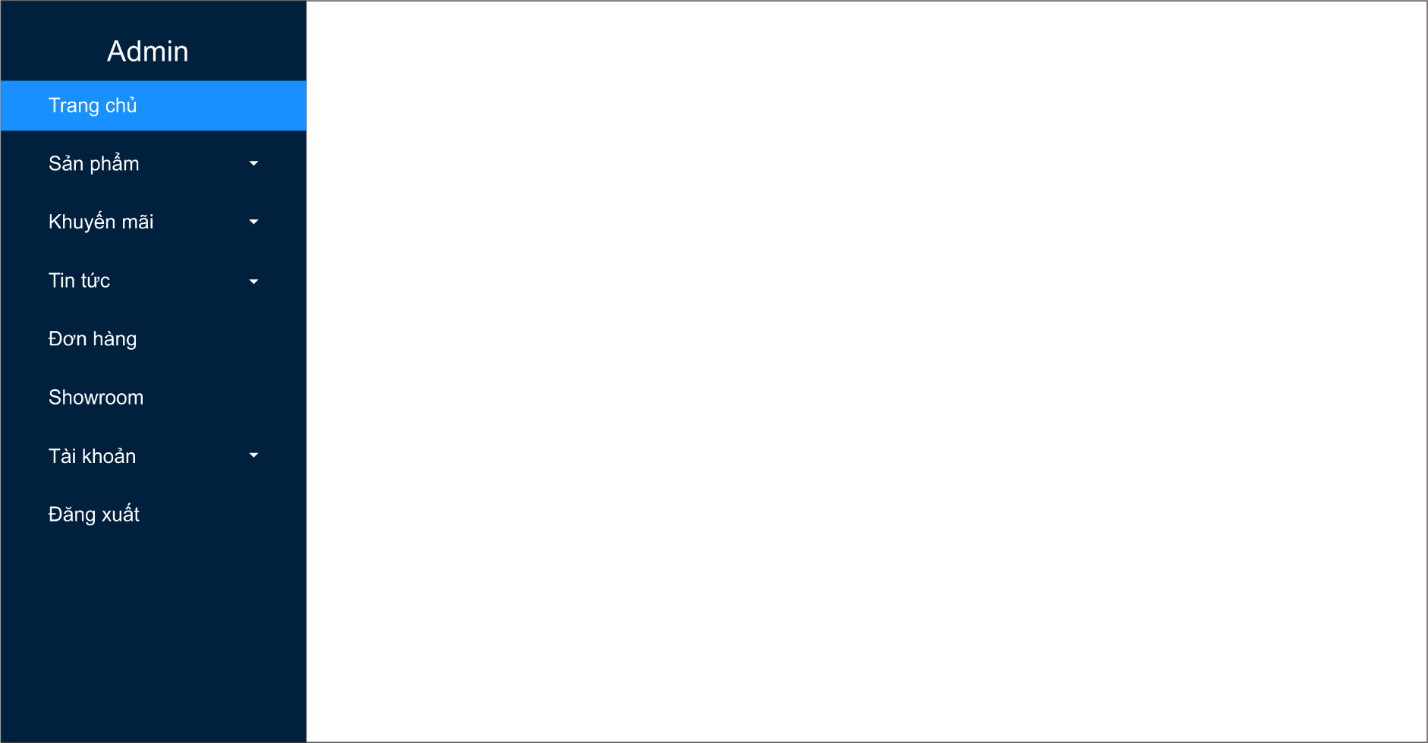 Admin
Trang chủ
Sản phẩm
Khuyến mãi
Tin tức
Đơn hàng
Showroom
Tài khoản
Đăng xuất